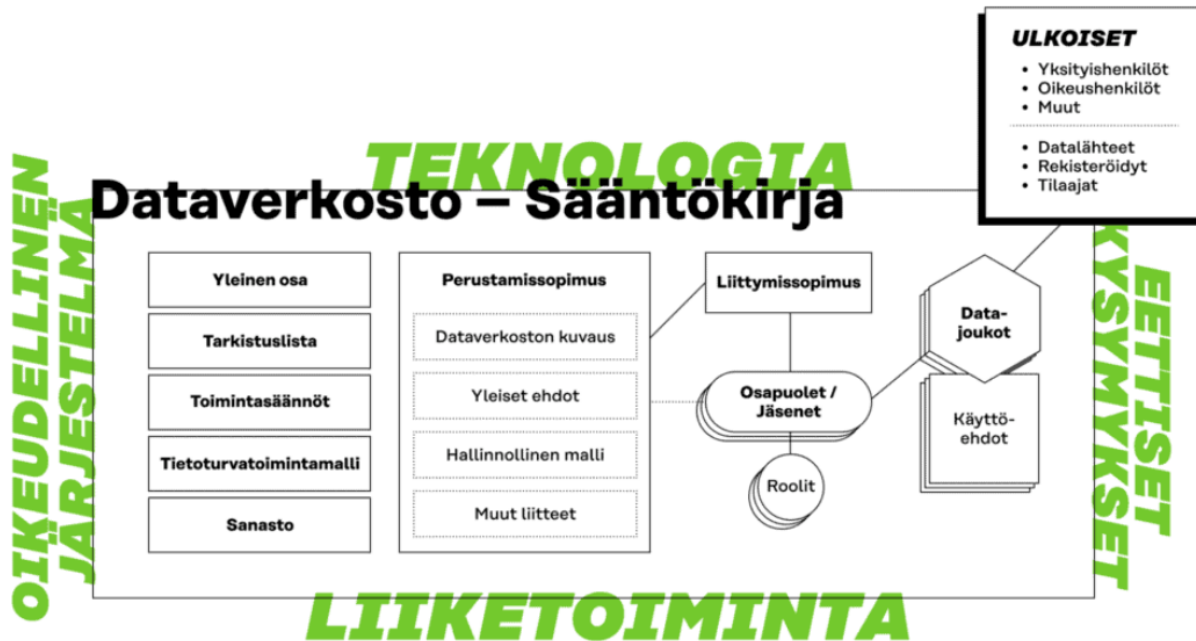 ULKOISET
• Yksityishenkilöt
• Oikeushenkilöt
• Muut
• Datalähteet
• Rekisteröidyt
• Tilaajat
TEKNOLOGIA
Dataverkosto – Sääntökirja
OIKEUDELLINEN
JÄRJESTELMÄ
Yleinen osa
Tarkistuslista
Toimintasäännöt
Tietoturvatoimintamalli
Sanasto
Perustamissopimus
Dataverkoston kuvaus
Yleiset ehdot
Hallinnollinen malli
Muut liitteet
Liittymissopimus
Osapuolet /
Jäsenet
Roolit
Data-
joukot
Käyttö-
ehdot
EETTISET
KYSYMYKSET
LIIKETOIMINTA